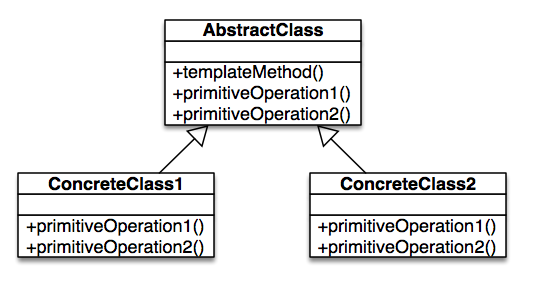 AbstractClass
+templateMethod()
+primitiveOperation1()
+primitiveOperation2()
ConcreteClass1
+primitiveOperation1()
+primitiveOperation2()
ConcreteClass2
+primitiveOperation1()
+primitiveOperation2()